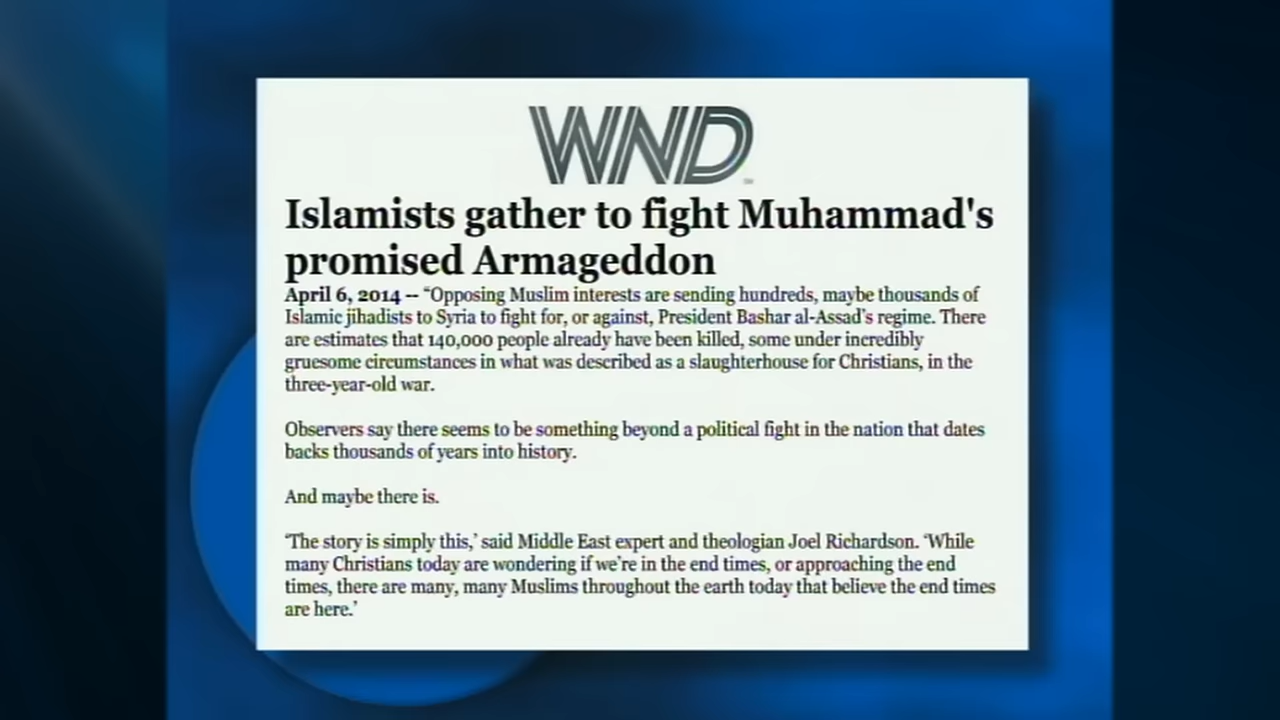 WND
Islamists gather to fight Muhammad's
promised Armageddon
April 6, 2014 -- “Opposing Muslim interests are sending hundreds, maybe thousands of
Islamic jihadists to Syria to fight for, or against, President Bashar al-Assad’s regime. There
are estimates that 140,000 people already have been killed, some under incredibly
gruesome circumstances in what was described as a slaughterhouse for Christians, in the
three-year-old war.
Observers say there seems to be something beyond a political fight in the nation that dates
backs thousands of years into history.
And maybe there is.
‘The story is simply this,’ said Middle East expert and theologian Joel Richardson. ‘While
many Christians today are wondering if we’re in the end times, or approaching the end
times, there are many, many Muslims throughout the earth today that believe the end times
are here.’